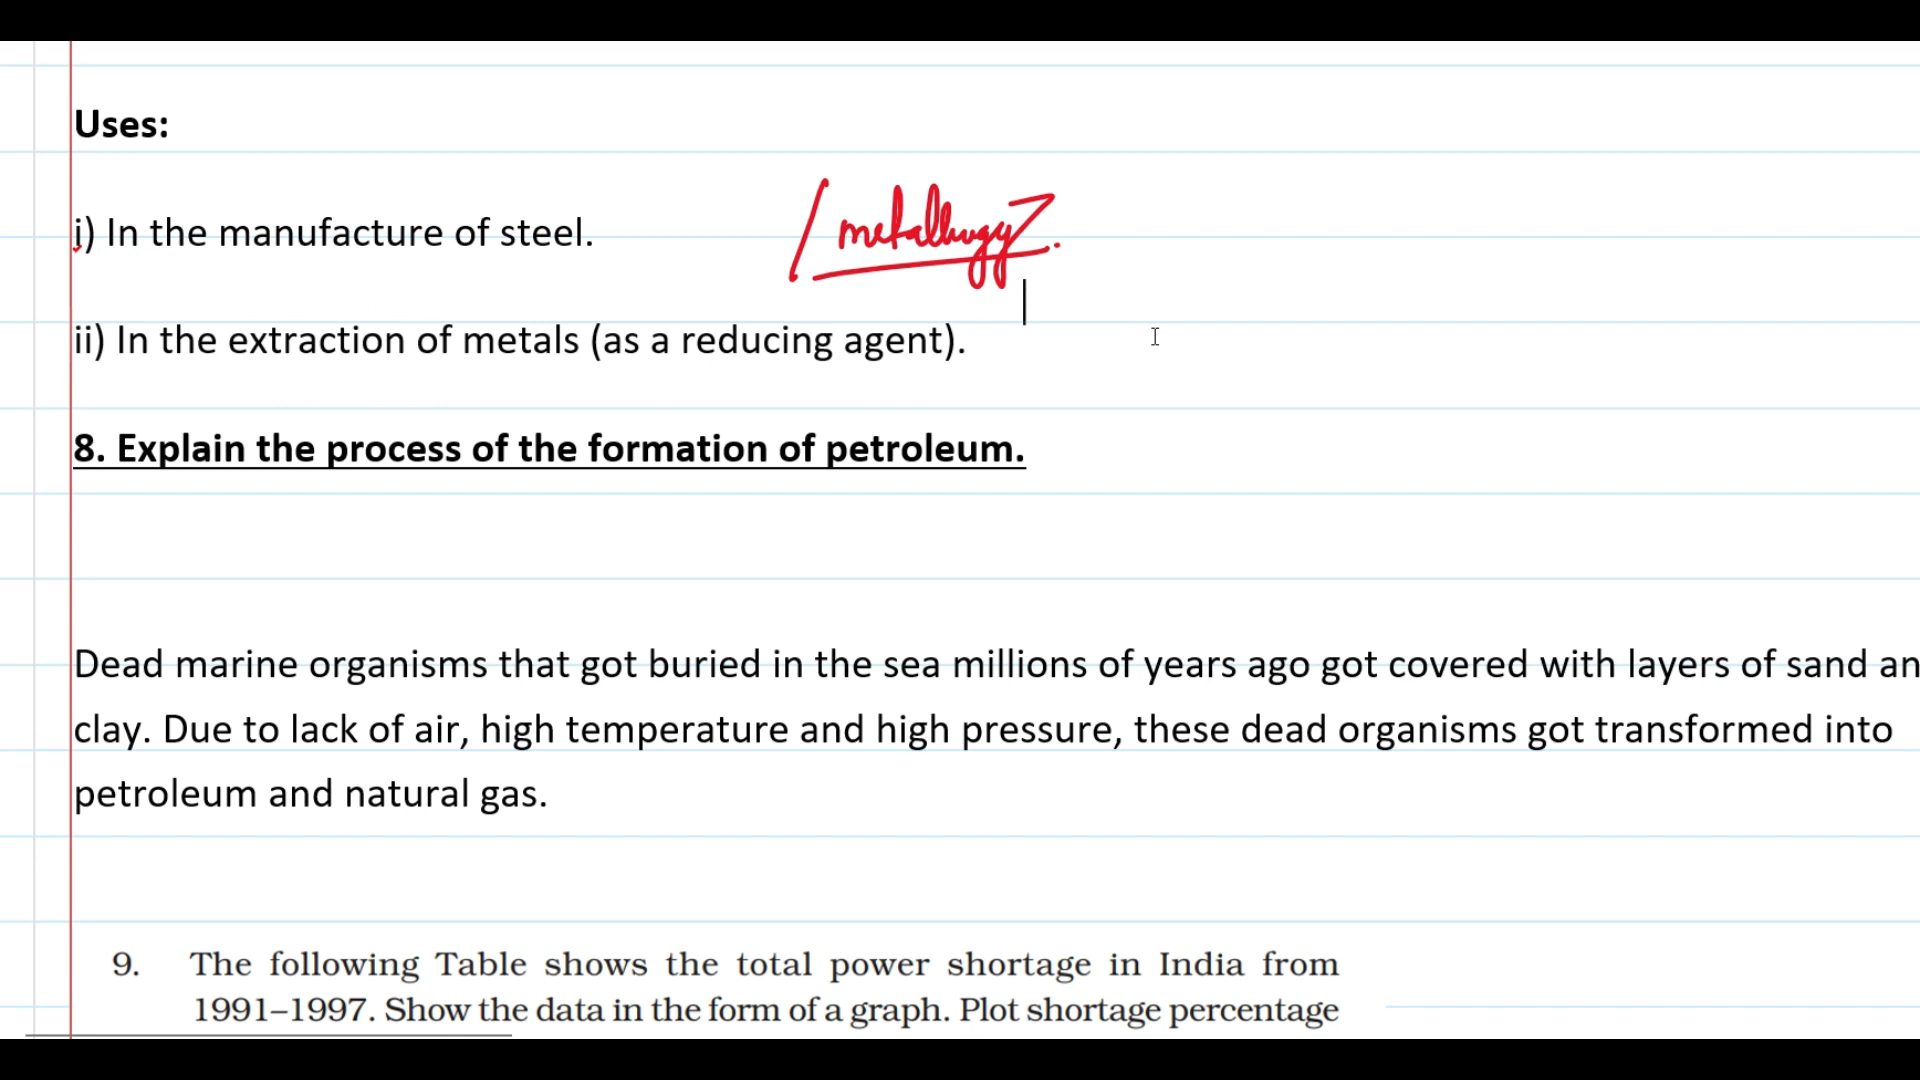 Uses:
i) In the manufacture of steel.
/ metallurgy.
ii) In the extraction of metals (as a reducing agent).
8. Explain the process of the formation of petroleum.
Dead marine organisms that got buried in the sea millions of years ago got covered with layers of sand an
clay. Due to lack of air, high temperature and high pressure, these dead organisms got transformed into
petroleum and natural gas.
9. The following Table shows the total power shortage in India from
1991–1997. Show the data in the form of a graph. Plot shortage percentage